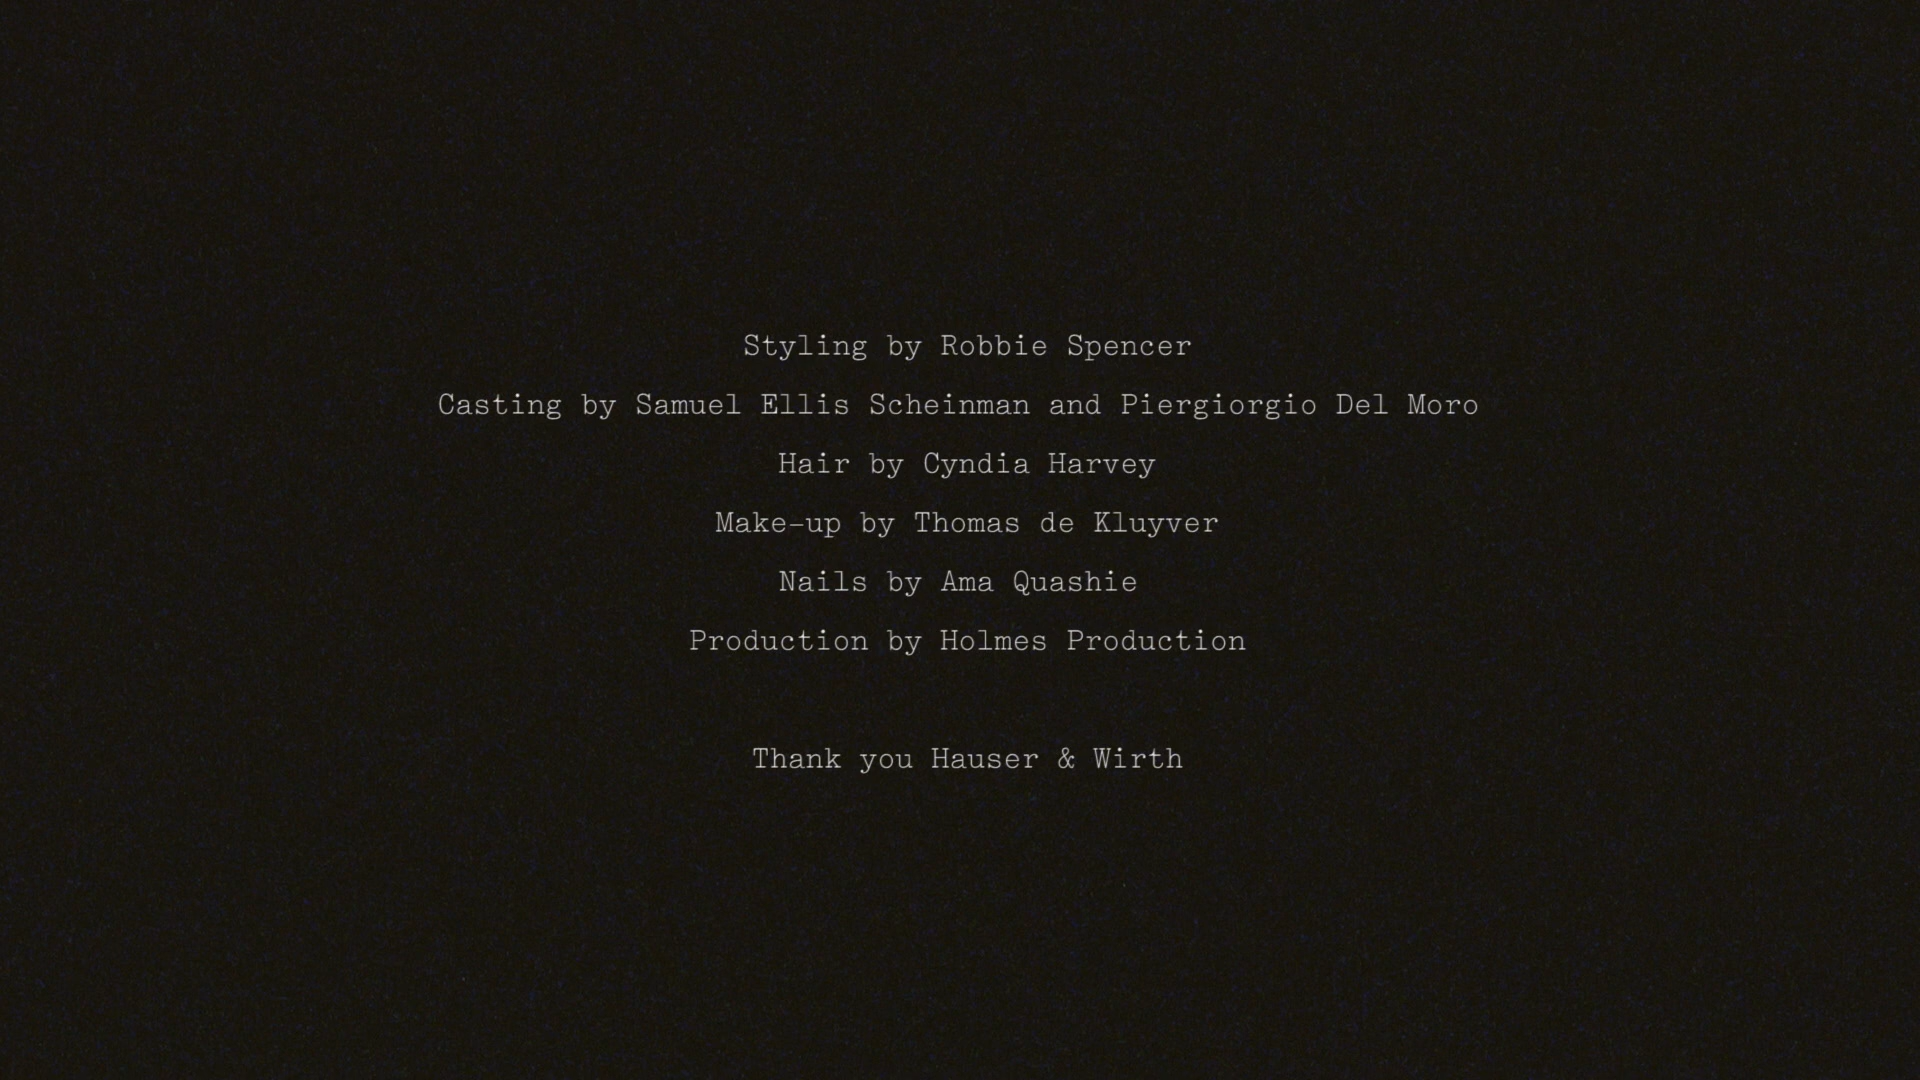 Styling by Robbie Spencer
Casting by Samuel Ellis Scheinman and Piergiorgio Del Moro
Hair by Cyndia Harvey
Make-up by Thomas de Kluyver
Nails by Ama Quashie
Production by Holmes Production
Thank you Hauser & Wirth